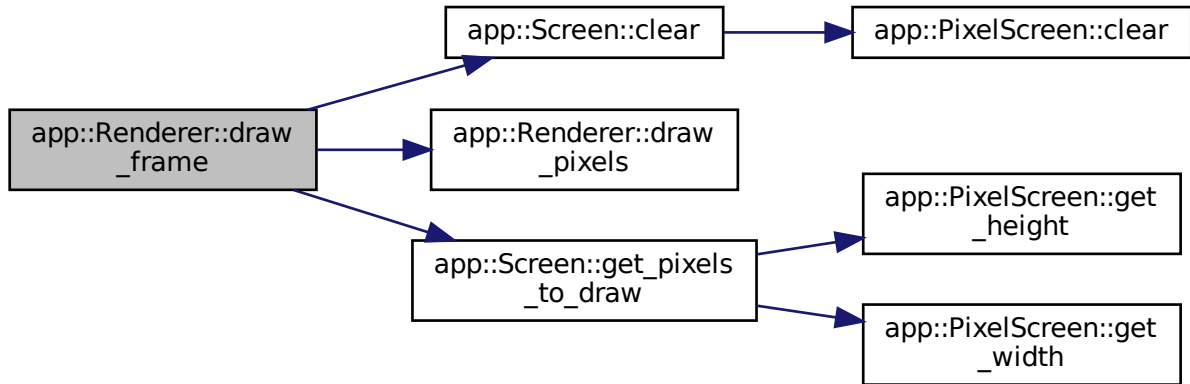 app::Screen::clear
app::PixelScreen::clear
app::Renderer::draw
_frame
app::Renderer::draw
_pixels
app::PixelScreen::get
_height
app::Screen::get_pixels
_to_draw
app::PixelScreen::get
_width